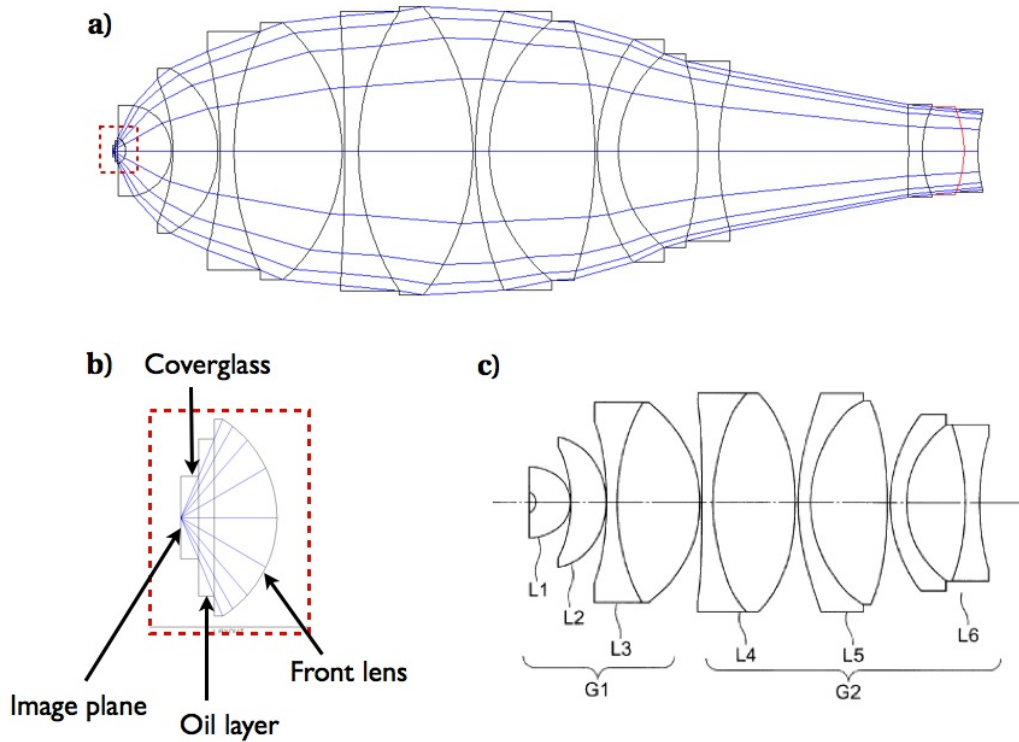 a)
b)
Coverglass
Front lens
Image plane
Oil layer
c)
L1
L2
L3
L4
L5
L6
G1
G2